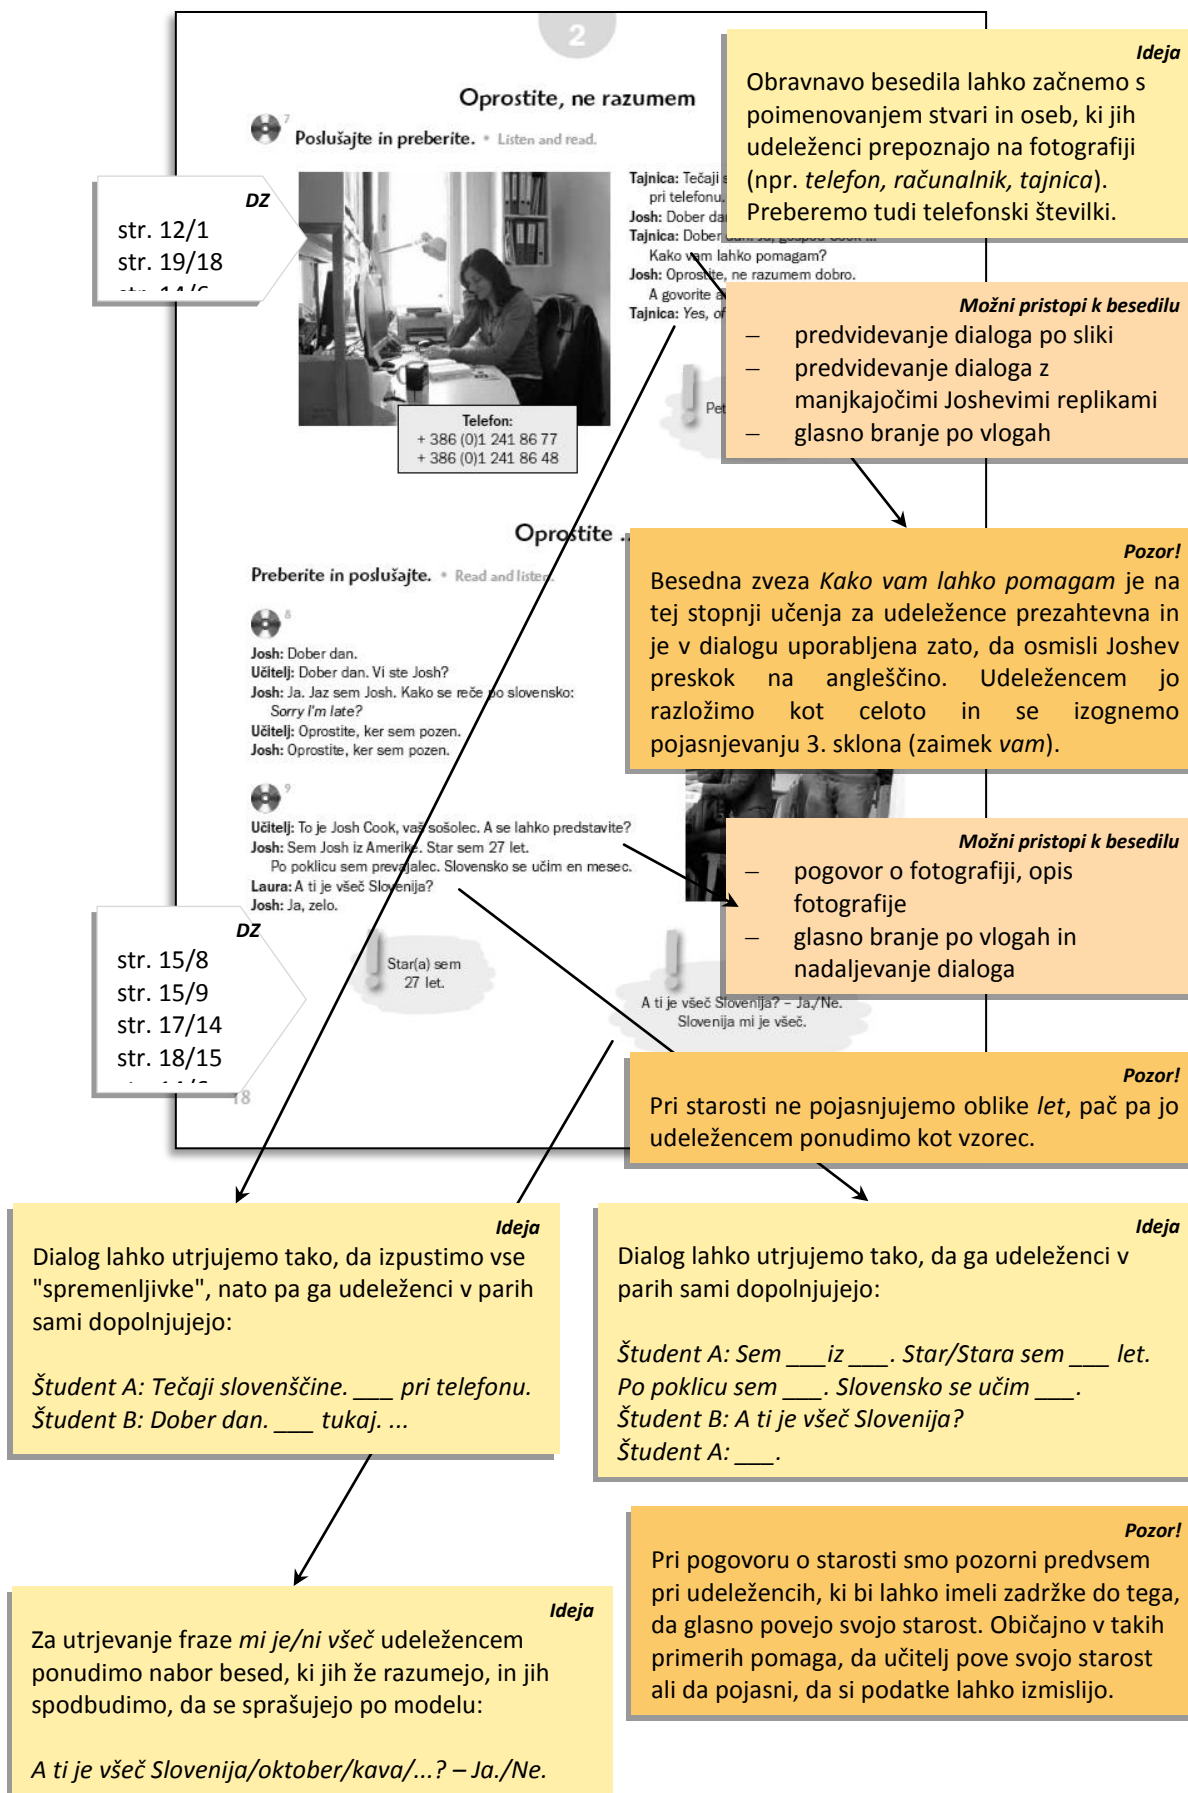 2
Oprostite, ne razumem
7
Poslušajte in preberite. • Listen and read.
Tajnica: Tečaji
pri telefonu.
Josh: Dober
Tajnica: Dober
Kako vam lahko pomagam?
Josh: Oprostite, ne razumem dobro.
A govorite
Tajnica: Yes,
Telefon:
+ 386 (0)1 241 86 77
+ 386 (0)1 241 86 48
DZ
str. 12/1
str. 19/18
Ideja
Obravnavo besedila lahko začnemo s
poimenovanjem stvari in oseb, ki jih
udeleženci prepoznajo na fotografiji
(npr. telefon, računalnik, tajnica).
Preberemo tudi telefonski številki.
Možni pristopi k besedilu
– predvidevanje dialoga po sliki
– predvidevanje dialoga z
manjkajočimi Joshevimi replikami
– glasno branje po vlogah
Oprostite ..
Preberite in poslušajte. • Read and listen.
8
Josh: Dober dan.
Učitelj: Dober dan. Vi ste Josh?
Josh: Ja. Jaz sem Josh. Kako se reče po slovensko:
Sorry I'm late?
Učitelj: Oprostite, ker sem pozen.
Josh: Oprostite, ker sem pozen.
Pozor!
Besedna zveza Kako vam lahko pomagam je na
tej stopnji učenja za udeležence prezahtevna in
je v dialogu uporabljena zato, da osmisli Joshev
preskok na angleščino. Udeležencem jo
razložimo kot celoto in se izognemo
pojasnjevanju 3. sklona (zaimek vam).
9
Učitelj: To je Josh Cook, vaš sošolec. A se lahko predstavite?
Josh: Sem Josh iz Amerike. Star sem 27 let.
Po poklicu sem prevajalec. Slovensko se učim en mesec.
Laura: A ti je všeč Slovenija?
Josh: Ja, zelo.
Možni pristopi k besedilu
– pogovor o fotografiji, opis
fotografije
– glasno branje po vlogah in
nadaljevanje dialoga
DZ
str. 15/8
str. 15/9
str. 17/14
str. 18/15
Star(a) sem
27 let.
A ti je všeč Slovenija? – Ja./Ne.
Slovenija mi je všeč.
18
Pozor!
Pri starosti ne pojasnjujemo oblike let, pač pa jo
udeležencem ponudimo kot vzorec.
Ideja
Dialog lahko utrjujemo tako, da izpustimo vse
"spremenljivke", nato pa ga udeleženci v parih
sami dopolnjujejo:
Študent A: Tečaji slovenščine. ___ pri telefonu.
Študent B: Dober dan. ___ tukaj. ...
Ideja
Dialog lahko utrjujemo tako, da ga udeleženci v
parih sami dopolnjujejo:
Študent A: Sem ___iz ___. Star/Stara sem ___ let.
Po poklicu sem ___. Slovensko se učim ___.
Študent B: A ti je všeč Slovenija?
Študent A: ___.
Pozor!
Pri pogovoru o starosti smo pozorni predvsem
pri udeležencih, ki bi lahko imeli zadržke do tega,
da glasno povejo svojo starost. Običajno v takih
primerih pomaga, da učitelj pove svojo starost
ali da pojasni, da si podatke lahko izmislijo.
Ideja
Za utrjevanje fraze mi je/ni všeč udeležencem
ponudimo nabor besed, ki jih že razumejo, in jih
spodbudimo, da se sprašujejo po modelu:
A ti je všeč Slovenija/oktober/kava/...? – Ja./Ne.